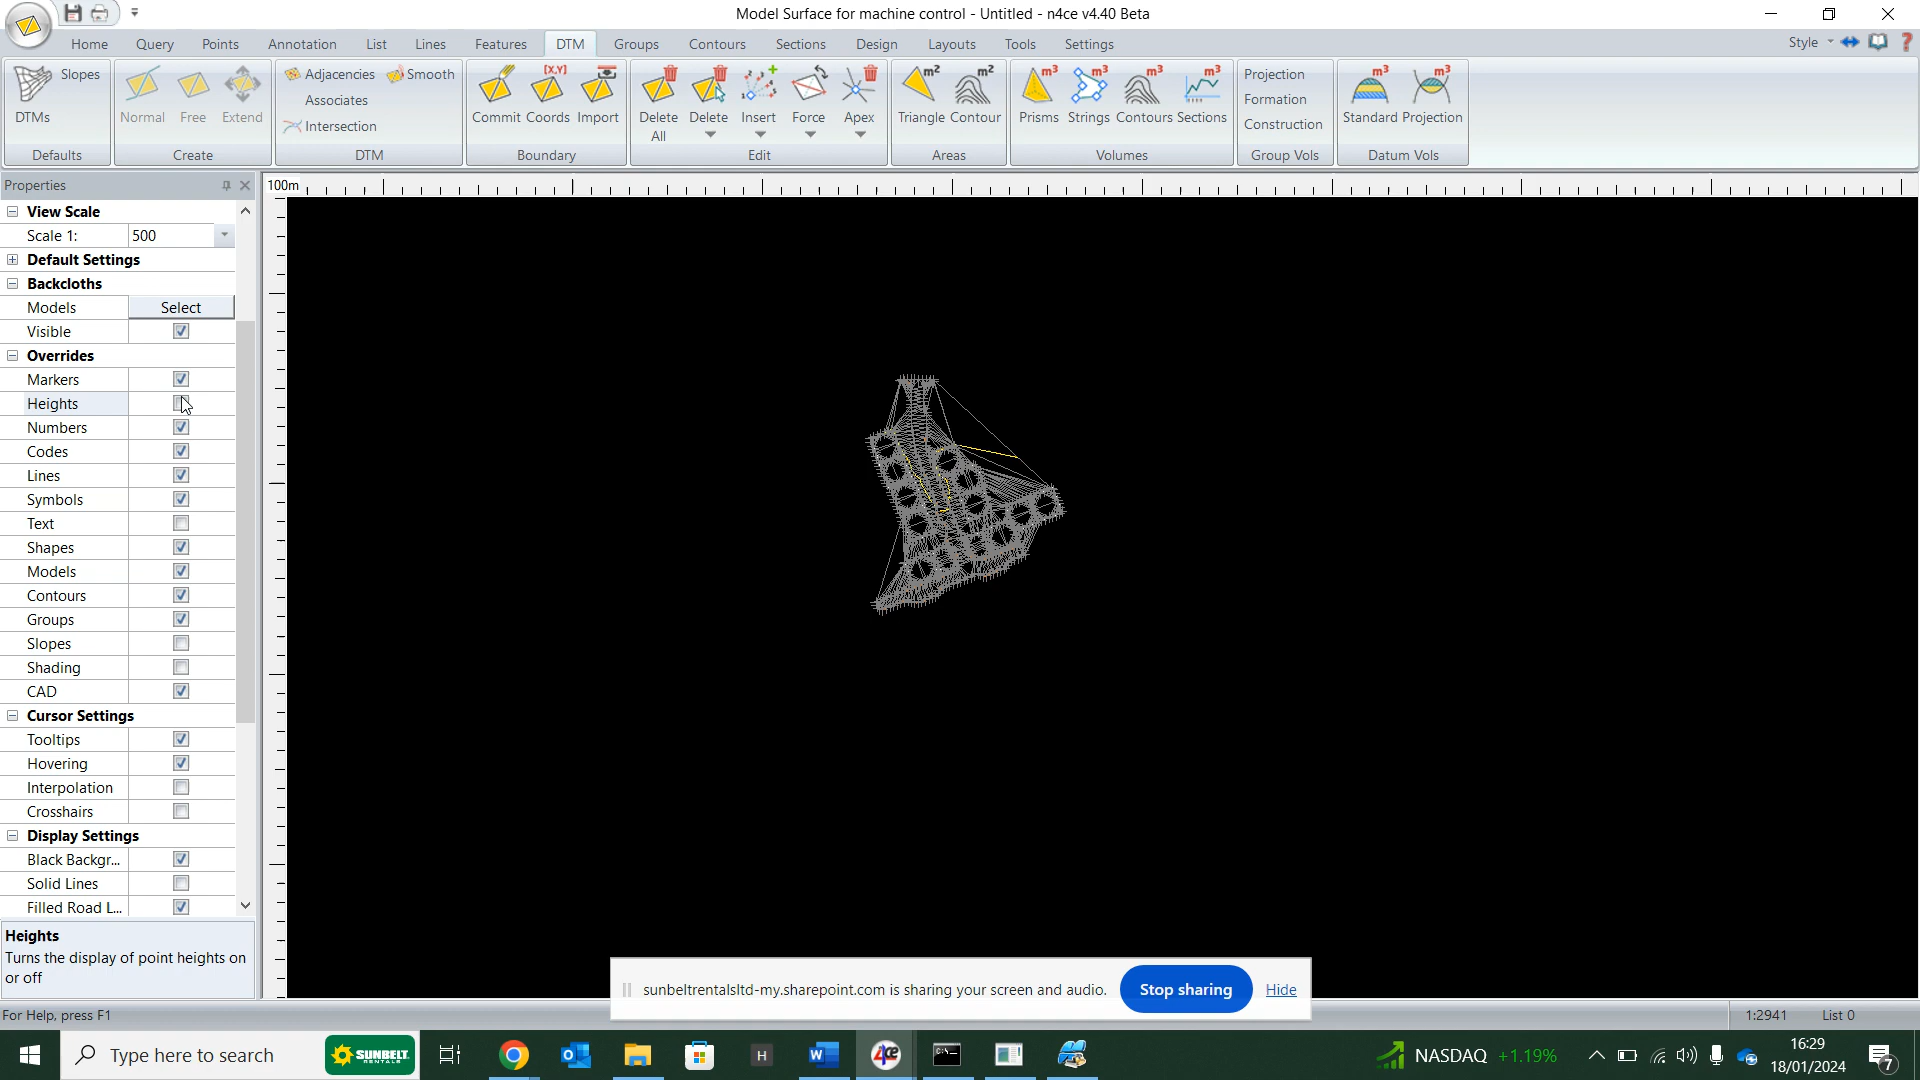 Model Surface for machine control - Untitled - n4ce v4.40 Beta
Home Query Points Annotation List Lines Features DTM Groups Contours Sections Design Layouts Tools Settings Style
DTMs Slopes
Defaults
Normal Free Extend
Create
Adjacencies Smooth
Associates
Intersection
DTM
Commit Coords Import
Boundary
Delete All Delete Insert Force Apex
Edit
Triangle Contour
Areas
Prisms Strings Contours Sections
Volumes
Projection
Formation
Construction
Group Vols
Standard Projection
Datum Vols
Properties
100m
View Scale
Scale 1: 500
Default Settings
Backcloths
Models Select
Visible
Overrides
Markers
Heights
Numbers
Codes
Lines
Symbols
Text
Shapes
Models
Contours
Groups
Slopes
Shading
CAD
Cursor Settings
Tooltips
Hovering
Interpolation
Crosshairs
Display Settings
Black Backgr...
Solid Lines
Filled Road L...
Heights
Turns the display of point heights on
or off
sunbeltrentalsltd-my.sharepoint.com is sharing your screen and audio. Stop sharing Hide
For Help, press F1 1:2941 List 0
Type here to search SUNBELT RENTALS NASDAQ +1.19% 16:29
18/01/2024 7